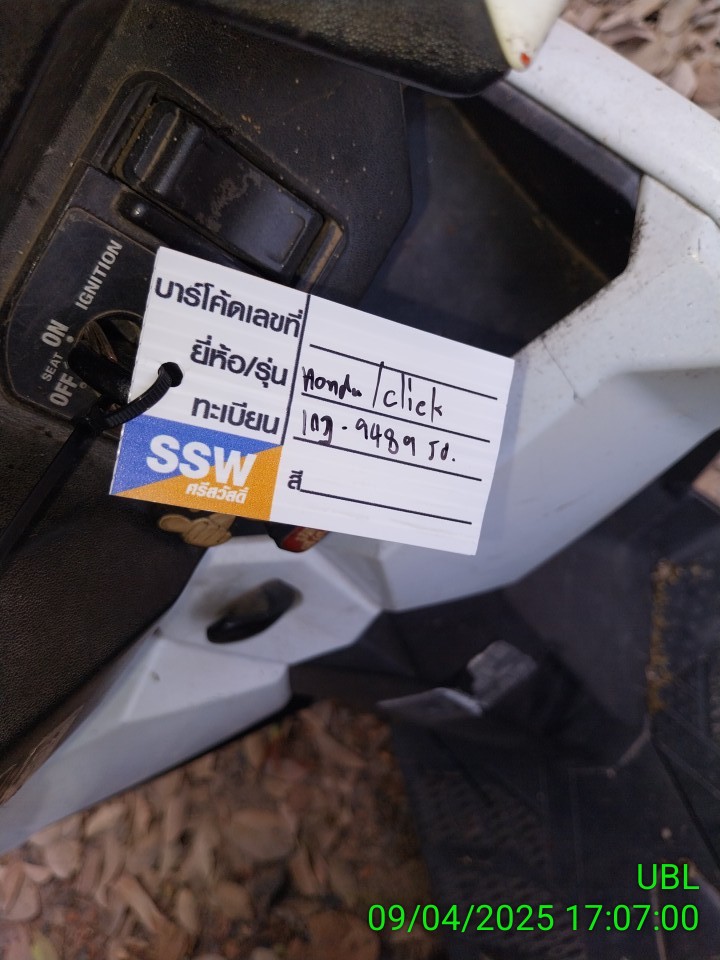 IGNITION
ON
SEAT
OFF
บาร์โค้ดเลขที่
ยี่ห้อ/รุ่น Honda/click
ทะเบียน 1กฎ-9489 รอ.
SSW
ศรีสวัสดิ์
สี
UBL
09/04/2025 17:07:00